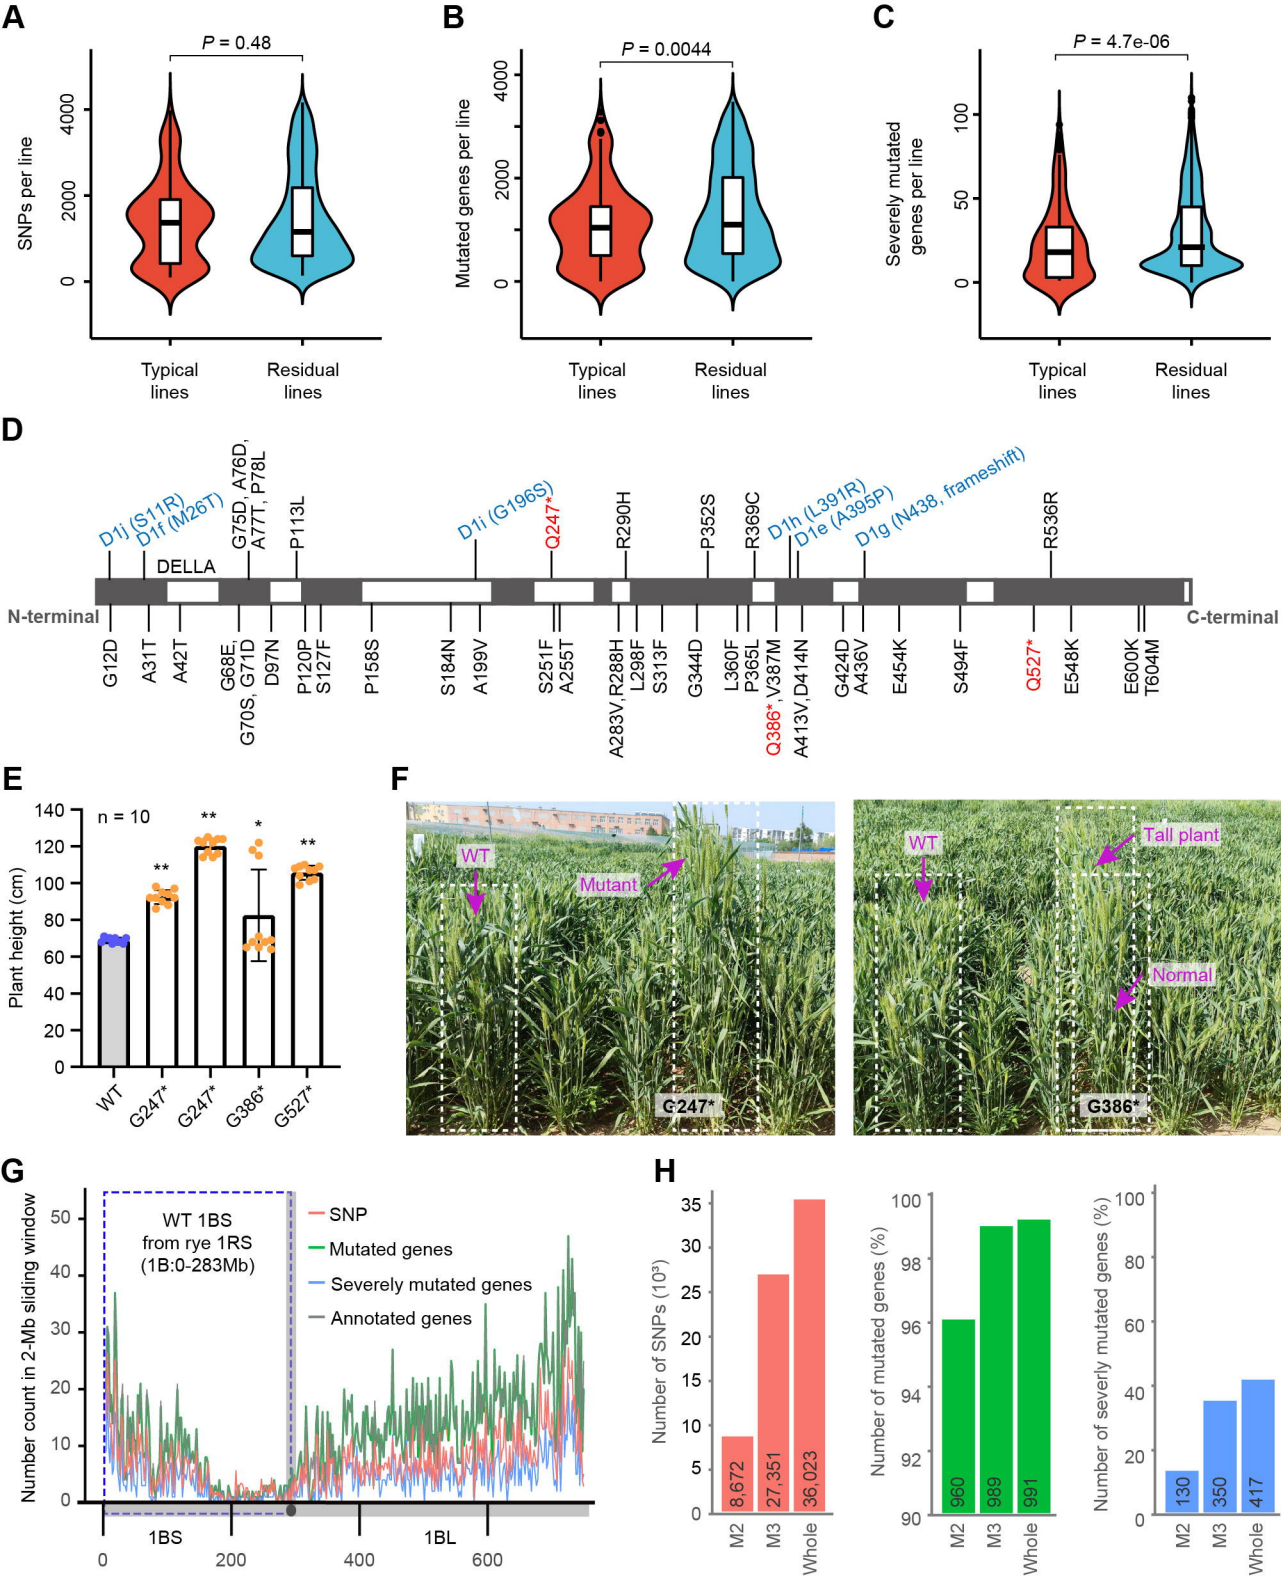 A
P = 0.48
SNPs per line
4000
2000
0
Typical lines
Residual lines
B
P = 0.0044
Mutated genes per line
4000
2000
0
Typical lines
Residual lines
C
P = 4.7e-06
Severely mutated
genes per line
100
50
0
Typical lines
Residual lines
D
D1j (S11R)
D1f (M26T)
DELLA
G75D, A76D,
A77T, P78L
P113L
D1i (G196S)
Q247*
R290H
P352S
R369C
D1h (L391R)
D1e (A395P)
D1g (N438, frameshift)
R536R
N-terminal
C-terminal
G12D
A31T
A42T
G68E,
G70S, G71D
D97N
P120P
S127F
P158S
S184N
A199V
S251F
A255T
A283V,R288H
L298F
S313F
G344D
L360F
P365L
Q386*,V387M
A413V,D414N
G424D
A436V
E454K
S494F
Q527*
E548K
E600K
T604M
E
n = 10
Plant height (cm)
140
120
100
80
60
40
20
0
**
**
*
**
WT
G247*
G247*
G386*
G527*
F
WT
Mutant
G247*
WT
Tall plant
Normal
G386*
G
Number count in 2-Mb sliding window
50
40
30
20
10
0
WT 1BS
from rye 1RS
(1B:0-283Mb)
SNP
Mutated genes
Severely mutated genes
Annotated genes
1BS
1BL
0
200
400
600
H
Number of SNPs (10³)
35
30
25
20
15
10
5
0
8,672
27,351
36,023
M2
M3
Whole
Number of mutated genes (%)
100
98
96
94
92
90
960
989
991
M2
M3
Whole
Number of severly mutated genes (%)
100
80
60
40
20
0
130
350
417
M2
M3
Whole